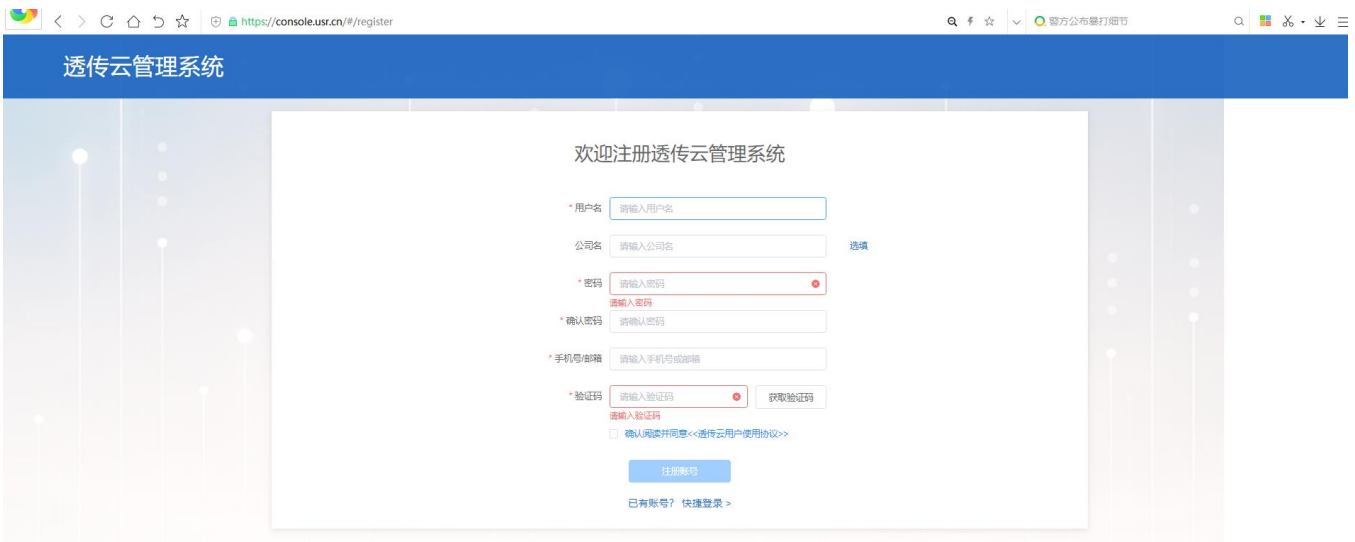 https://console.usr.cn/#/register
警方公布暴打细节
透传云管理系统
欢迎注册透传云管理系统
* 用户名 请输入用户名
公司名 请输入公司名 选填
* 密码 请输入密码
请输入密码
* 确认密码 请确认密码
* 手机号/邮箱 请输入手机号或邮箱
* 验证码 请输入验证码 获取验证码
请输入验证码
确认阅读并同意<<透传云用户使用协议>>
注册账号
已有账号? 快捷登录 >